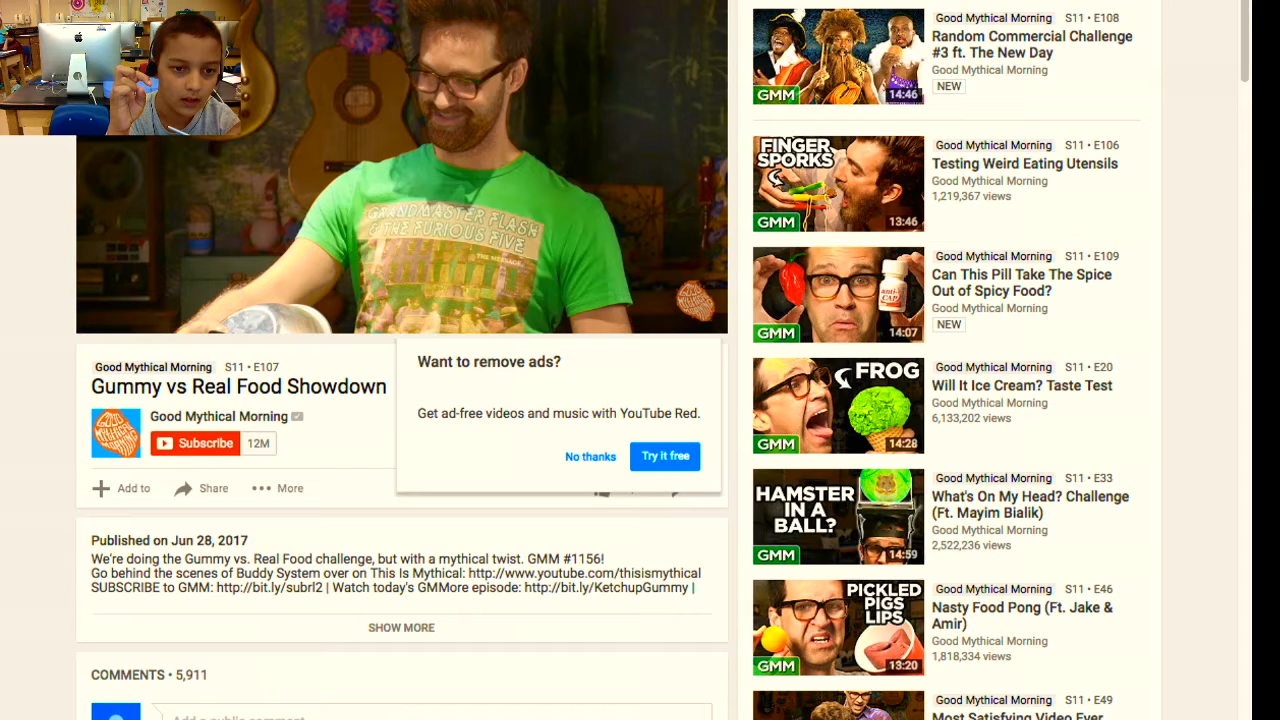 GRANDMASTER FLASH
& THE FURIOUS FIVE
THE MESSAGE
Good Mythical Morning S11 • E107
Gummy vs Real Food Showdown
GOOD
MYTHICAL
MORNING
Good Mythical Morning
Subscribe 12M
Add to Share More
Want to remove ads?
Get ad-free videos and music with YouTube Red.
No thanks Try it free
Published on Jun 28, 2017
We're doing the Gummy vs. Real Food challenge, but with a mythical twist. GMM #1156!
Go behind the scenes of Buddy System over on This Is Mythical: http://www.youtube.com/thisismythical
SUBSCRIBE to GMM: http://bit.ly/subrl2 | Watch today's GMMore episode: http://bit.ly/KetchupGummy |
SHOW MORE
COMMENTS • 5,911
Add a public comment...
GMM
14:46
Good Mythical Morning S11 • E108
Random Commercial Challenge
#3 ft. The New Day
Good Mythical Morning
NEW
FINGER
SPORKS
GMM
13:46
Good Mythical Morning S11 • E106
Testing Weird Eating Utensils
Good Mythical Morning
1,219,367 views
GMM
14:07
Good Mythical Morning S11 • E109
Can This Pill Take The Spice
Out of Spicy Food?
Good Mythical Morning
NEW
FROG
GMM
14:28
Good Mythical Morning S11 • E20
Will It Ice Cream? Taste Test
Good Mythical Morning
6,133,202 views
HAMSTER
IN A
BALL?
GMM
14:59
Good Mythical Morning S11 • E33
What's On My Head? Challenge
(Ft. Mayim Bialik)
Good Mythical Morning
2,522,236 views
PICKLED
PIGS
LIPS
GMM
13:20
Good Mythical Morning S11 • E46
Nasty Food Pong (Ft. Jake &
Amir)
Good Mythical Morning
1,818,334 views
Good Mythical Morning S11 • E49
Most Satisfying Video Ever